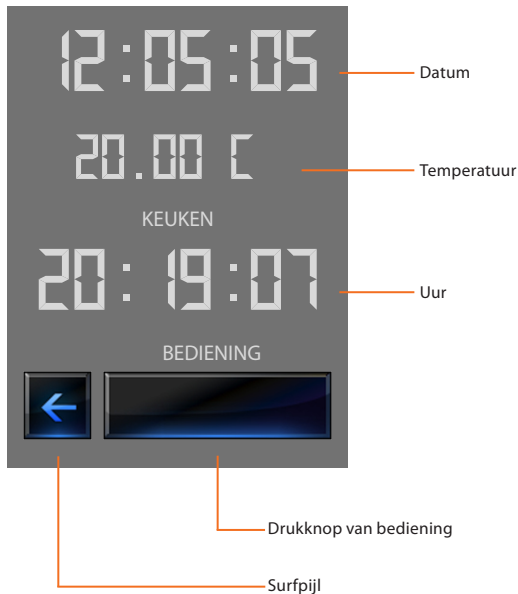 12:05:05
Datum
20.00 C
Temperatuur
KEUKEN
20:19:07
Uur
BEDIENING
Drukknop van bediening
Surfpijl